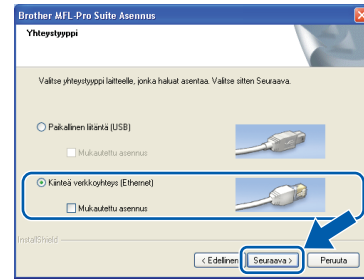 Brother MFL-Pro Suite Asennus
Yhteystyyppi
Valitse yhteystyyppi laitteelle, jonka haluat asentaa. Valitse sitten Seuraava.
Paikallinen liitäntä (USB)
Mukautettu asennus
Kiinteä verkkoyhteys (Ethernet)
Mukautettu asennus
InstallShield
< Edellinen Seuraava > Peruuta